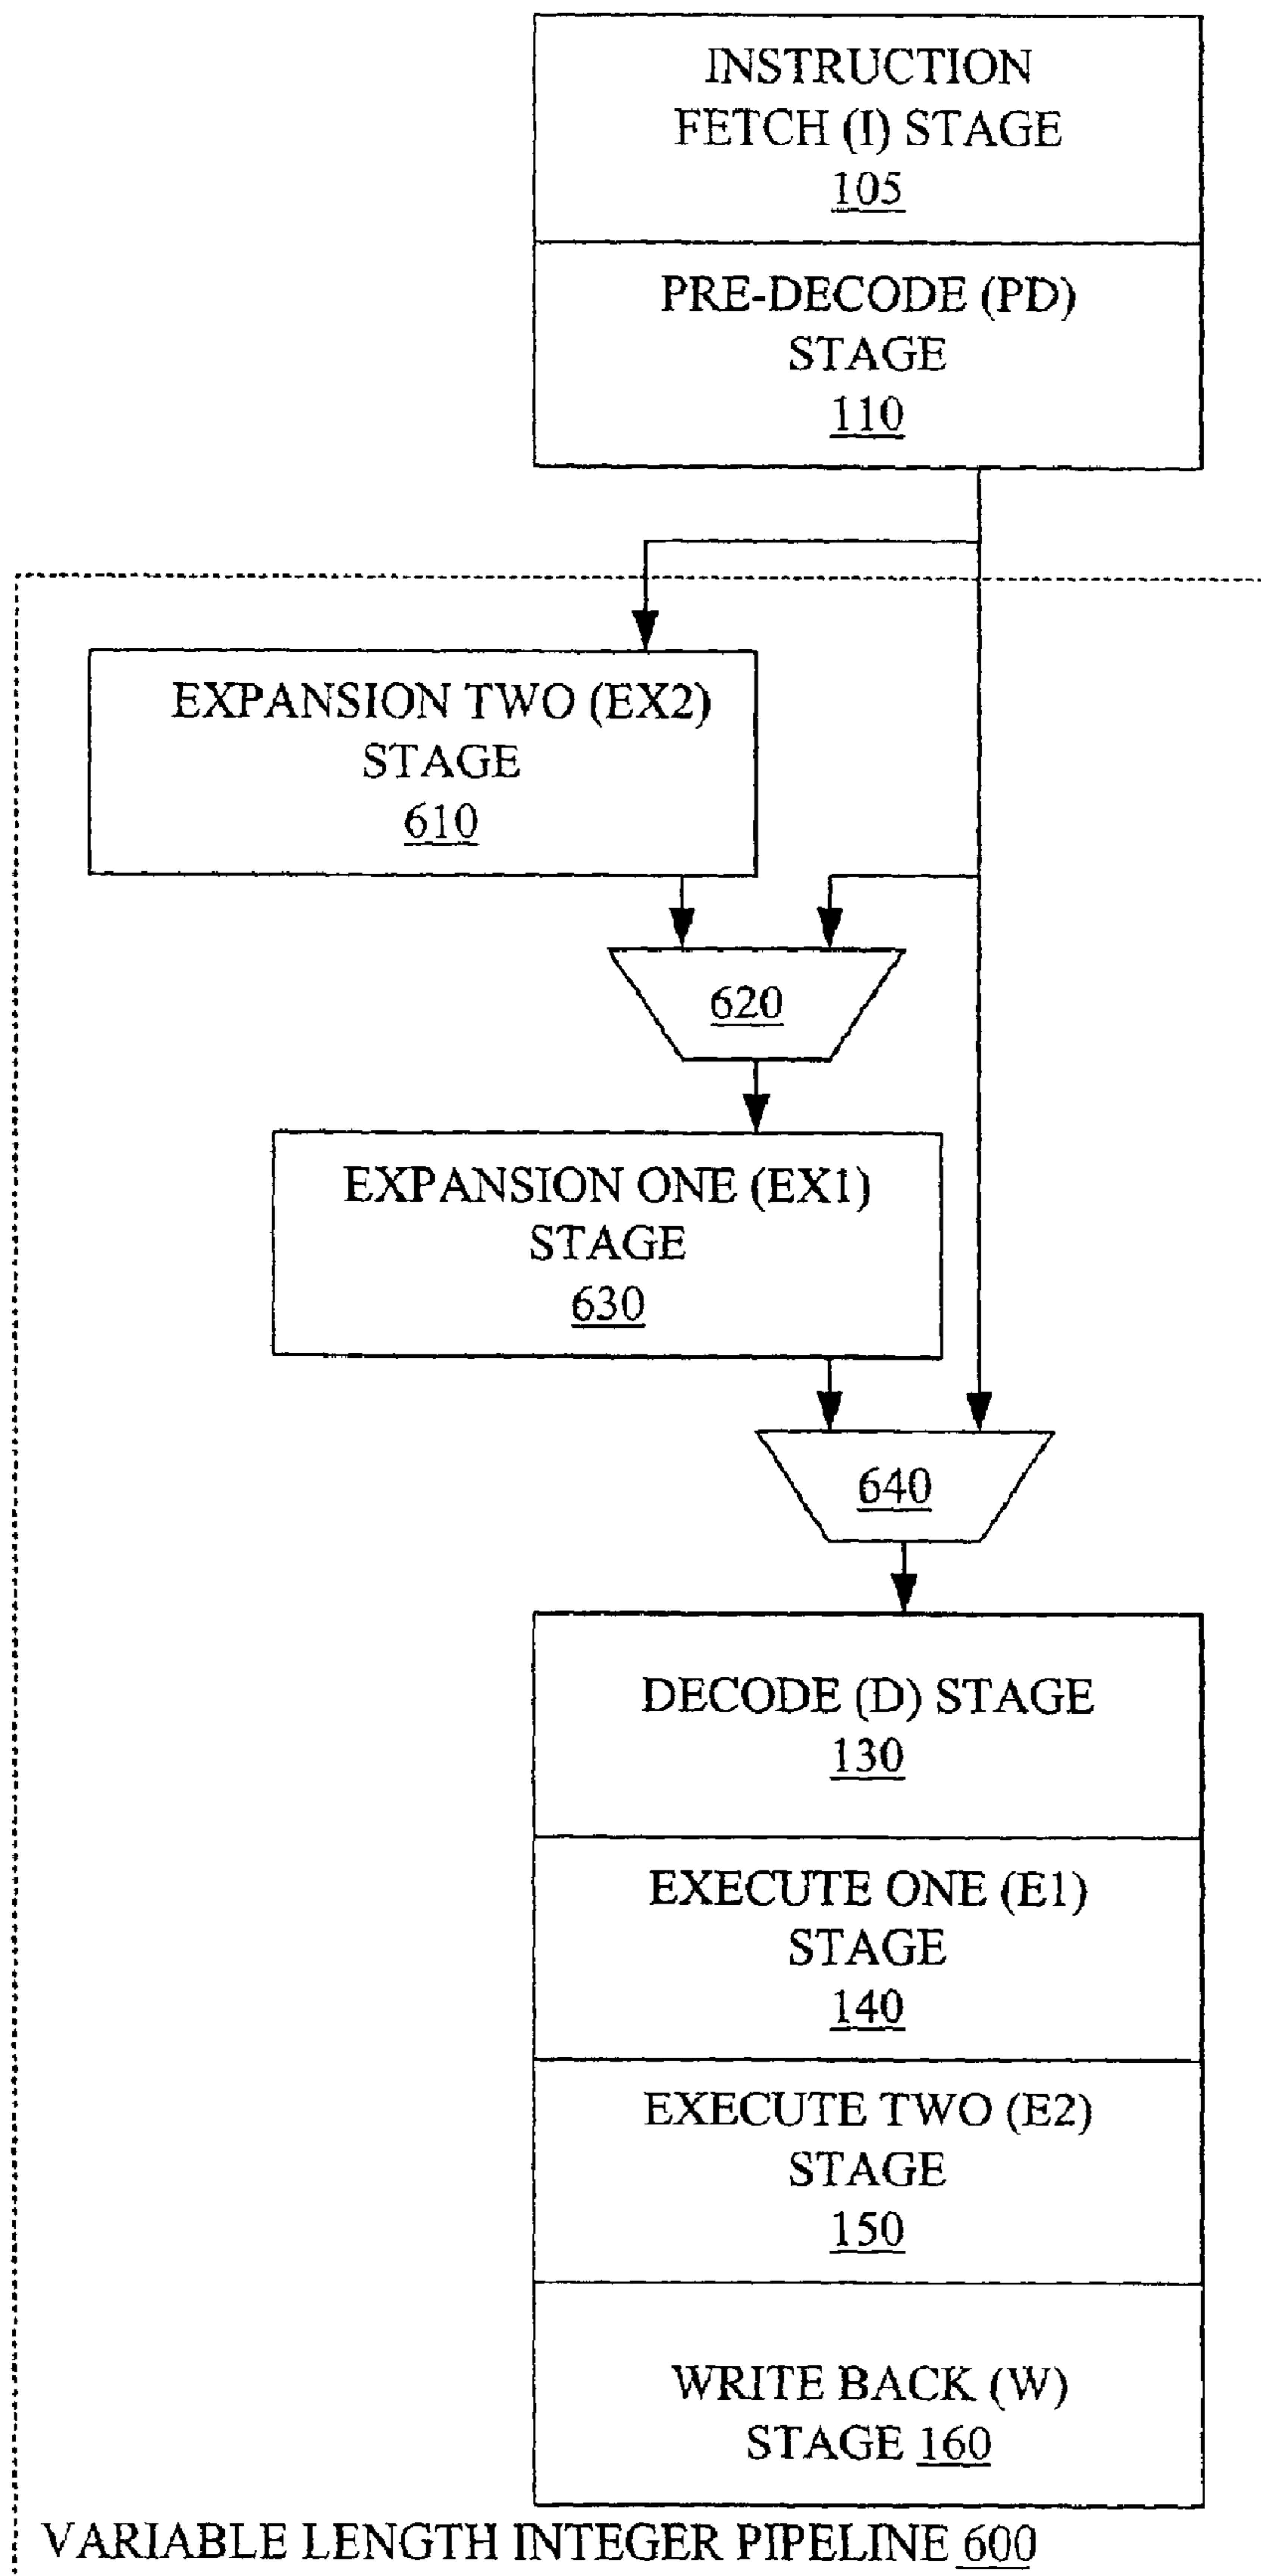 INSTRUCTION
FETCH (I) STAGE
105
PRE-DECODE (PD)
STAGE
110
EXPANSION TWO (EX2)
STAGE
610
620
EXPANSION ONE (EX1)
STAGE
630
640
DECODE (D) STAGE
130
EXECUTE ONE (E1)
STAGE
140
EXECUTE TWO (E2)
STAGE
150
WRITE BACK (W)
STAGE 160
VARIABLE LENGTH INTEGER PIPELINE 600